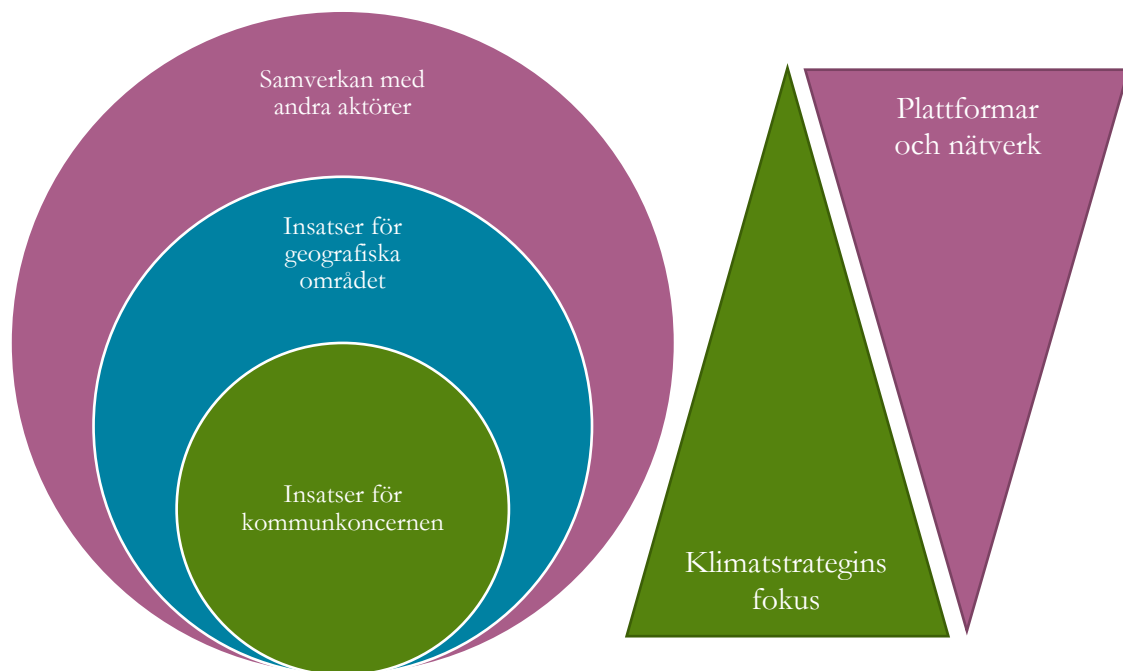 Samverkan med
andra aktörer
Insatser för
geografiska
området
Insatser för
kommunkoncernen
Plattformar
och nätverk
Klimatstrategins
fokus